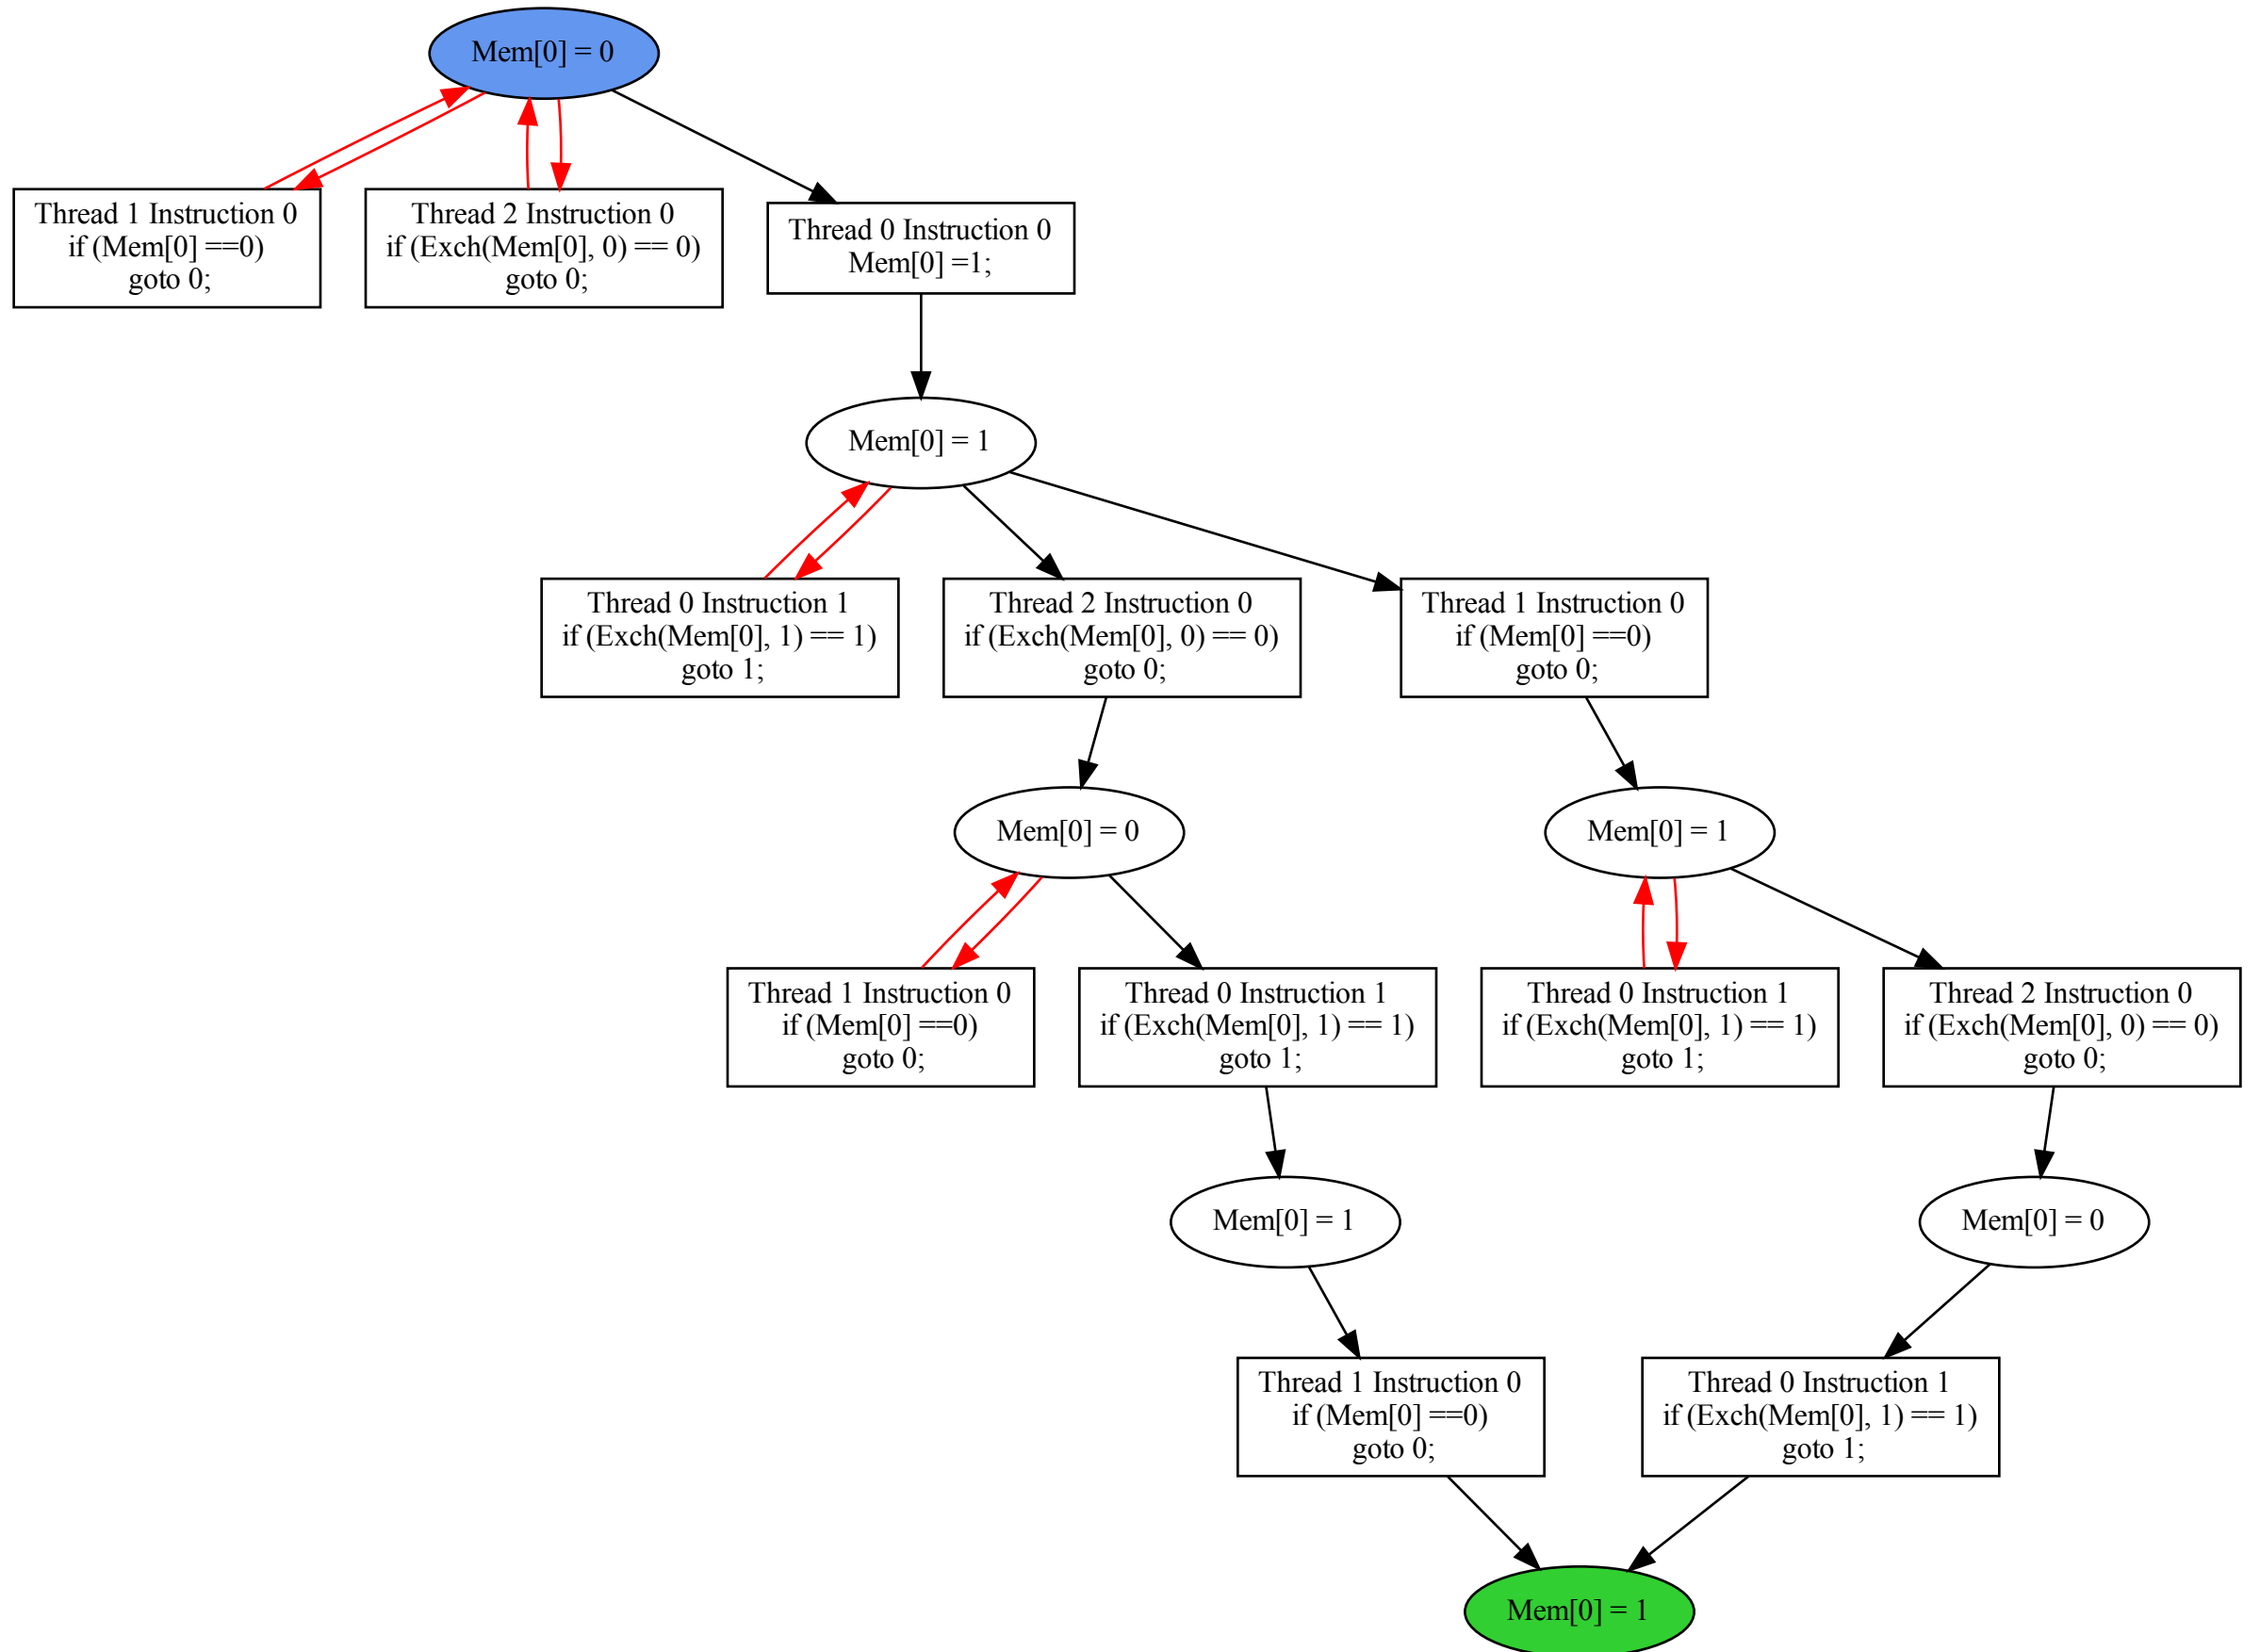 Mem[0] = 0
Thread 1 Instruction 0
if (Mem[0] ==0)
goto 0;
Thread 2 Instruction 0
if (Exch(Mem[0], 0) == 0)
goto 0;
Thread 0 Instruction 0
Mem[0] =1;
Mem[0] = 1
Thread 0 Instruction 1
if (Exch(Mem[0], 1) == 1)
goto 1;
Thread 2 Instruction 0
if (Exch(Mem[0], 0) == 0)
goto 0;
Thread 1 Instruction 0
if (Mem[0] ==0)
goto 0;
Mem[0] = 0
Mem[0] = 1
Thread 1 Instruction 0
if (Mem[0] ==0)
goto 0;
Thread 0 Instruction 1
if (Exch(Mem[0], 1) == 1)
goto 1;
Thread 0 Instruction 1
if (Exch(Mem[0], 1) == 1)
goto 1;
Thread 2 Instruction 0
if (Exch(Mem[0], 0) == 0)
goto 0;
Mem[0] = 1
Mem[0] = 0
Thread 1 Instruction 0
if (Mem[0] ==0)
goto 0;
Thread 0 Instruction 1
if (Exch(Mem[0], 1) == 1)
goto 1;
Mem[0] = 1